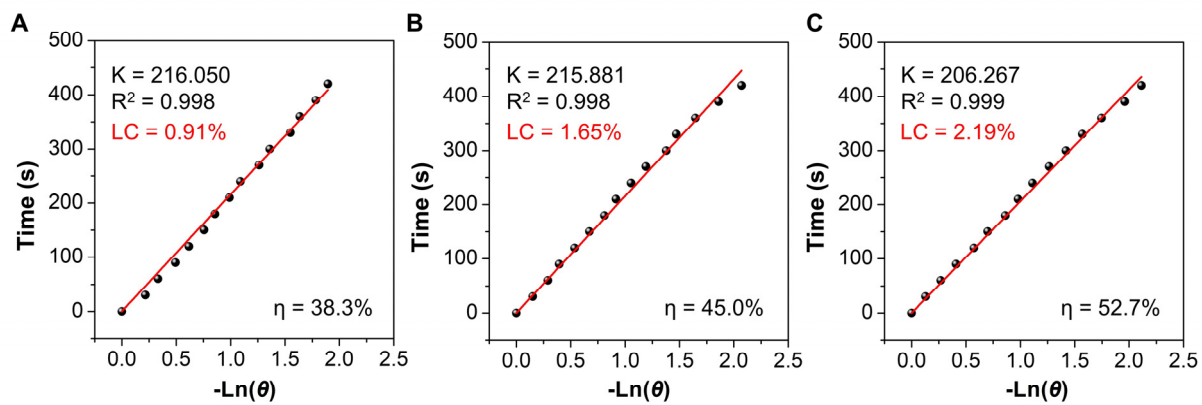 A
500
400
300
200
100
0
Time (s)
K = 216.050
R² = 0.998
LC = 0.91%
η = 38.3%
0.0 0.5 1.0 1.5 2.0 2.5
-Ln(θ)
B
500
400
300
200
100
0
Time (s)
K = 215.881
R² = 0.998
LC = 1.65%
η = 45.0%
0.0 0.5 1.0 1.5 2.0 2.5
-Ln(θ)
C
500
400
300
200
100
0
Time (s)
K = 206.267
R² = 0.999
LC = 2.19%
η = 52.7%
0.0 0.5 1.0 1.5 2.0 2.5
-Ln(θ)